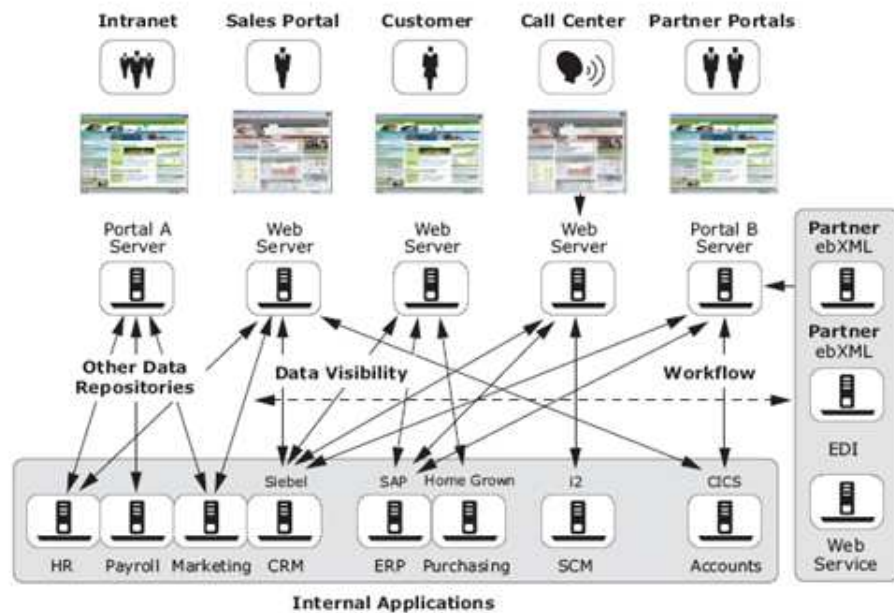 Intranet
Sales Portal
Customer
Call Center
Partner Portals
Portal A
Server
Web
Server
Web
Server
Web
Server
Portal B
Server
Partner
ebXML
Partner
ebXML
EDI
Web
Service
Other Data
Repositories
Data Visibility
Workflow
Siebel
SAP
Home Grown
i2
CICS
HR
Payroll
Marketing
CRM
ERP
Purchasing
SCM
Accounts
Internal Applications